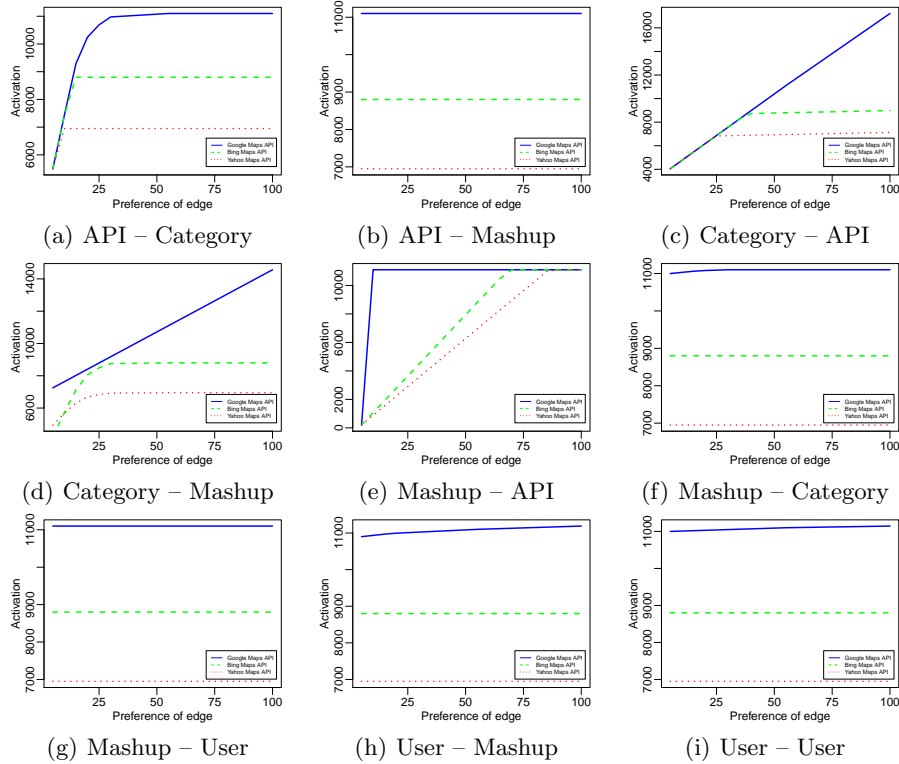 Activation
6000
8000
10000
25
50
75
100
Preference of edge
Google Maps API
Bing Maps API
Yahoo Maps API
(a) API – Category
Activation
7000
8000
9000
11000
25
50
75
100
Preference of edge
Google Maps API
Bing Maps API
Yahoo Maps API
(b) API – Mashup
Activation
4000
8000
12000
16000
25
50
75
100
Preference of edge
Google Maps API
Bing Maps API
Yahoo Maps API
(c) Category – API
Activation
6000
10000
14000
25
50
75
100
Preference of edge
Google Maps API
Bing Maps API
Yahoo Maps API
(d) Category – Mashup
Activation
0
2000
6000
10000
25
50
75
100
Preference of edge
Google Maps API
Bing Maps API
Yahoo Maps API
(e) Mashup – API
Activation
7000
8000
9000
11000
25
50
75
100
Preference of edge
Google Maps API
Bing Maps API
Yahoo Maps API
(f) Mashup – Category
Activation
7000
8000
9000
11000
25
50
75
100
Preference of edge
Google Maps API
Bing Maps API
Yahoo Maps API
(g) Mashup – User
Activation
7000
8000
9000
11000
25
50
75
100
Preference of edge
Google Maps API
Bing Maps API
Yahoo Maps API
(h) User – Mashup
Activation
7000
8000
9000
11000
25
50
75
100
Preference of edge
Google Maps API
Bing Maps API
Yahoo Maps API
(i) User – User